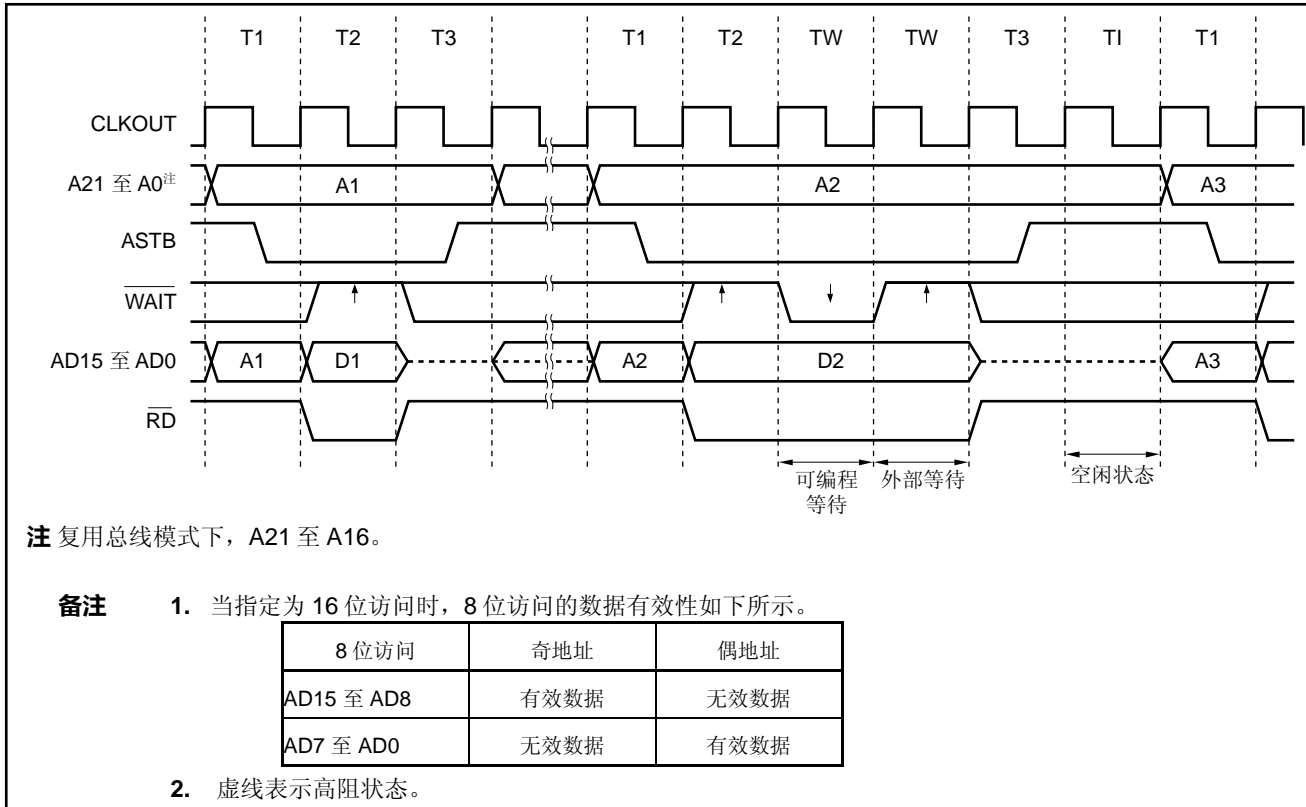 T1 T2 T3 T1 T2 TW TW T3 TI T1
CLKOUT
A21 至 A0注 A1 A2 A3
ASTB
WAIT
AD15 至 AD0 A1 D1 A2 D2 A3
RD
可编程
等待
外部等待
空闲状态
注 复用总线模式下，A21 至 A16。
备注 1. 当指定为 16 位访问时，8 位访问的数据有效性如下所示。
8 位访问 奇地址 偶地址
AD15 至 AD8 有效数据 无效数据
AD7 至 AD0 无效数据 有效数据
2. 虚线表示高阻状态。